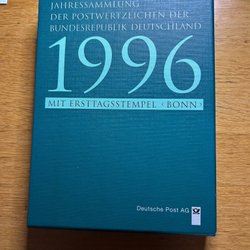 JAHRESSAMMLUNG
DER POSTWERTZEICHEN DER
BUNDESREPUBLIK DEUTSCHLAND
1996
MIT ERSTTAGSSTEMPEL ‹BONN›
Deutsche Post AG